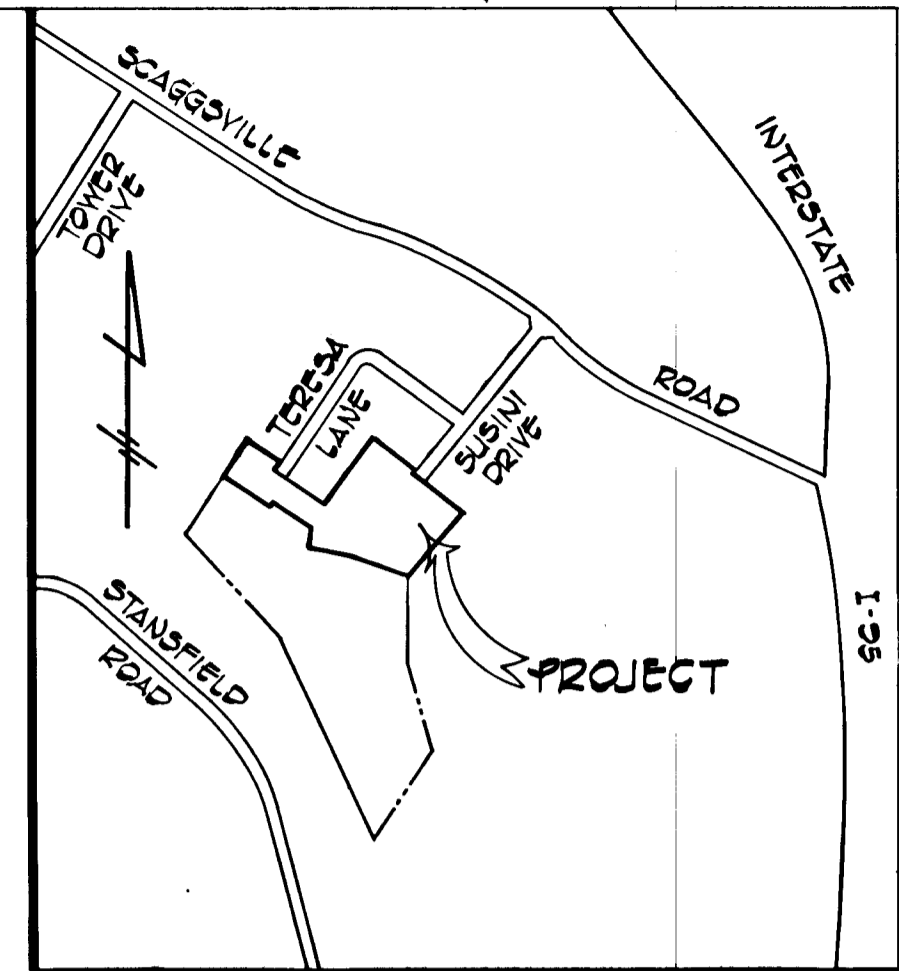 SCAGGSVILLE
INTERSTATE
TOWER
DRIVE
TERESA
LANE
ROAD
SUSINI
DRIVE
I-95
STANSFIELD
ROAD
PROJECT